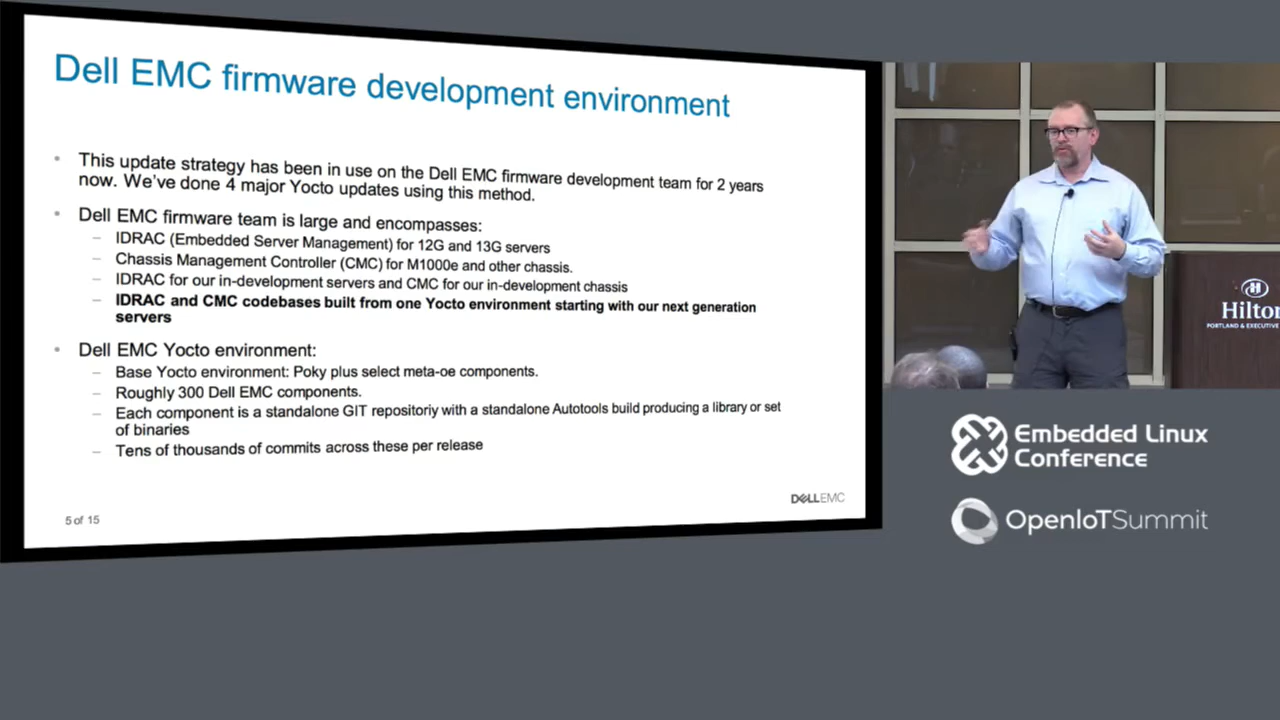 Dell EMC firmware development environment
• This update strategy has been in use on the Dell EMC firmware development team for 2 years
now. We've done 4 major Yocto updates using this method.
• Dell EMC firmware team is large and encompasses:
– IDRAC (Embedded Server Management) for 12G and 13G servers
– Chassis Management Controller (CMC) for M1000e and other chassis.
– IDRAC for our in-development servers and CMC for our in-development chassis
– IDRAC and CMC codebases built from one Yocto environment starting with our next generation
servers
• Dell EMC Yocto environment:
– Base Yocto environment: Poky plus select meta-oe components.
– Roughly 300 Dell EMC components.
– Each component is a standalone GIT repositoriy with a standalone Autotools build producing a library or set
of binaries
– Tens of thousands of commits across these per release
5 of 15
DELLEMC
Hilton
PORTLAND & EXECUTIVE
Embedded Linux
Conference
OpenIoTSummit